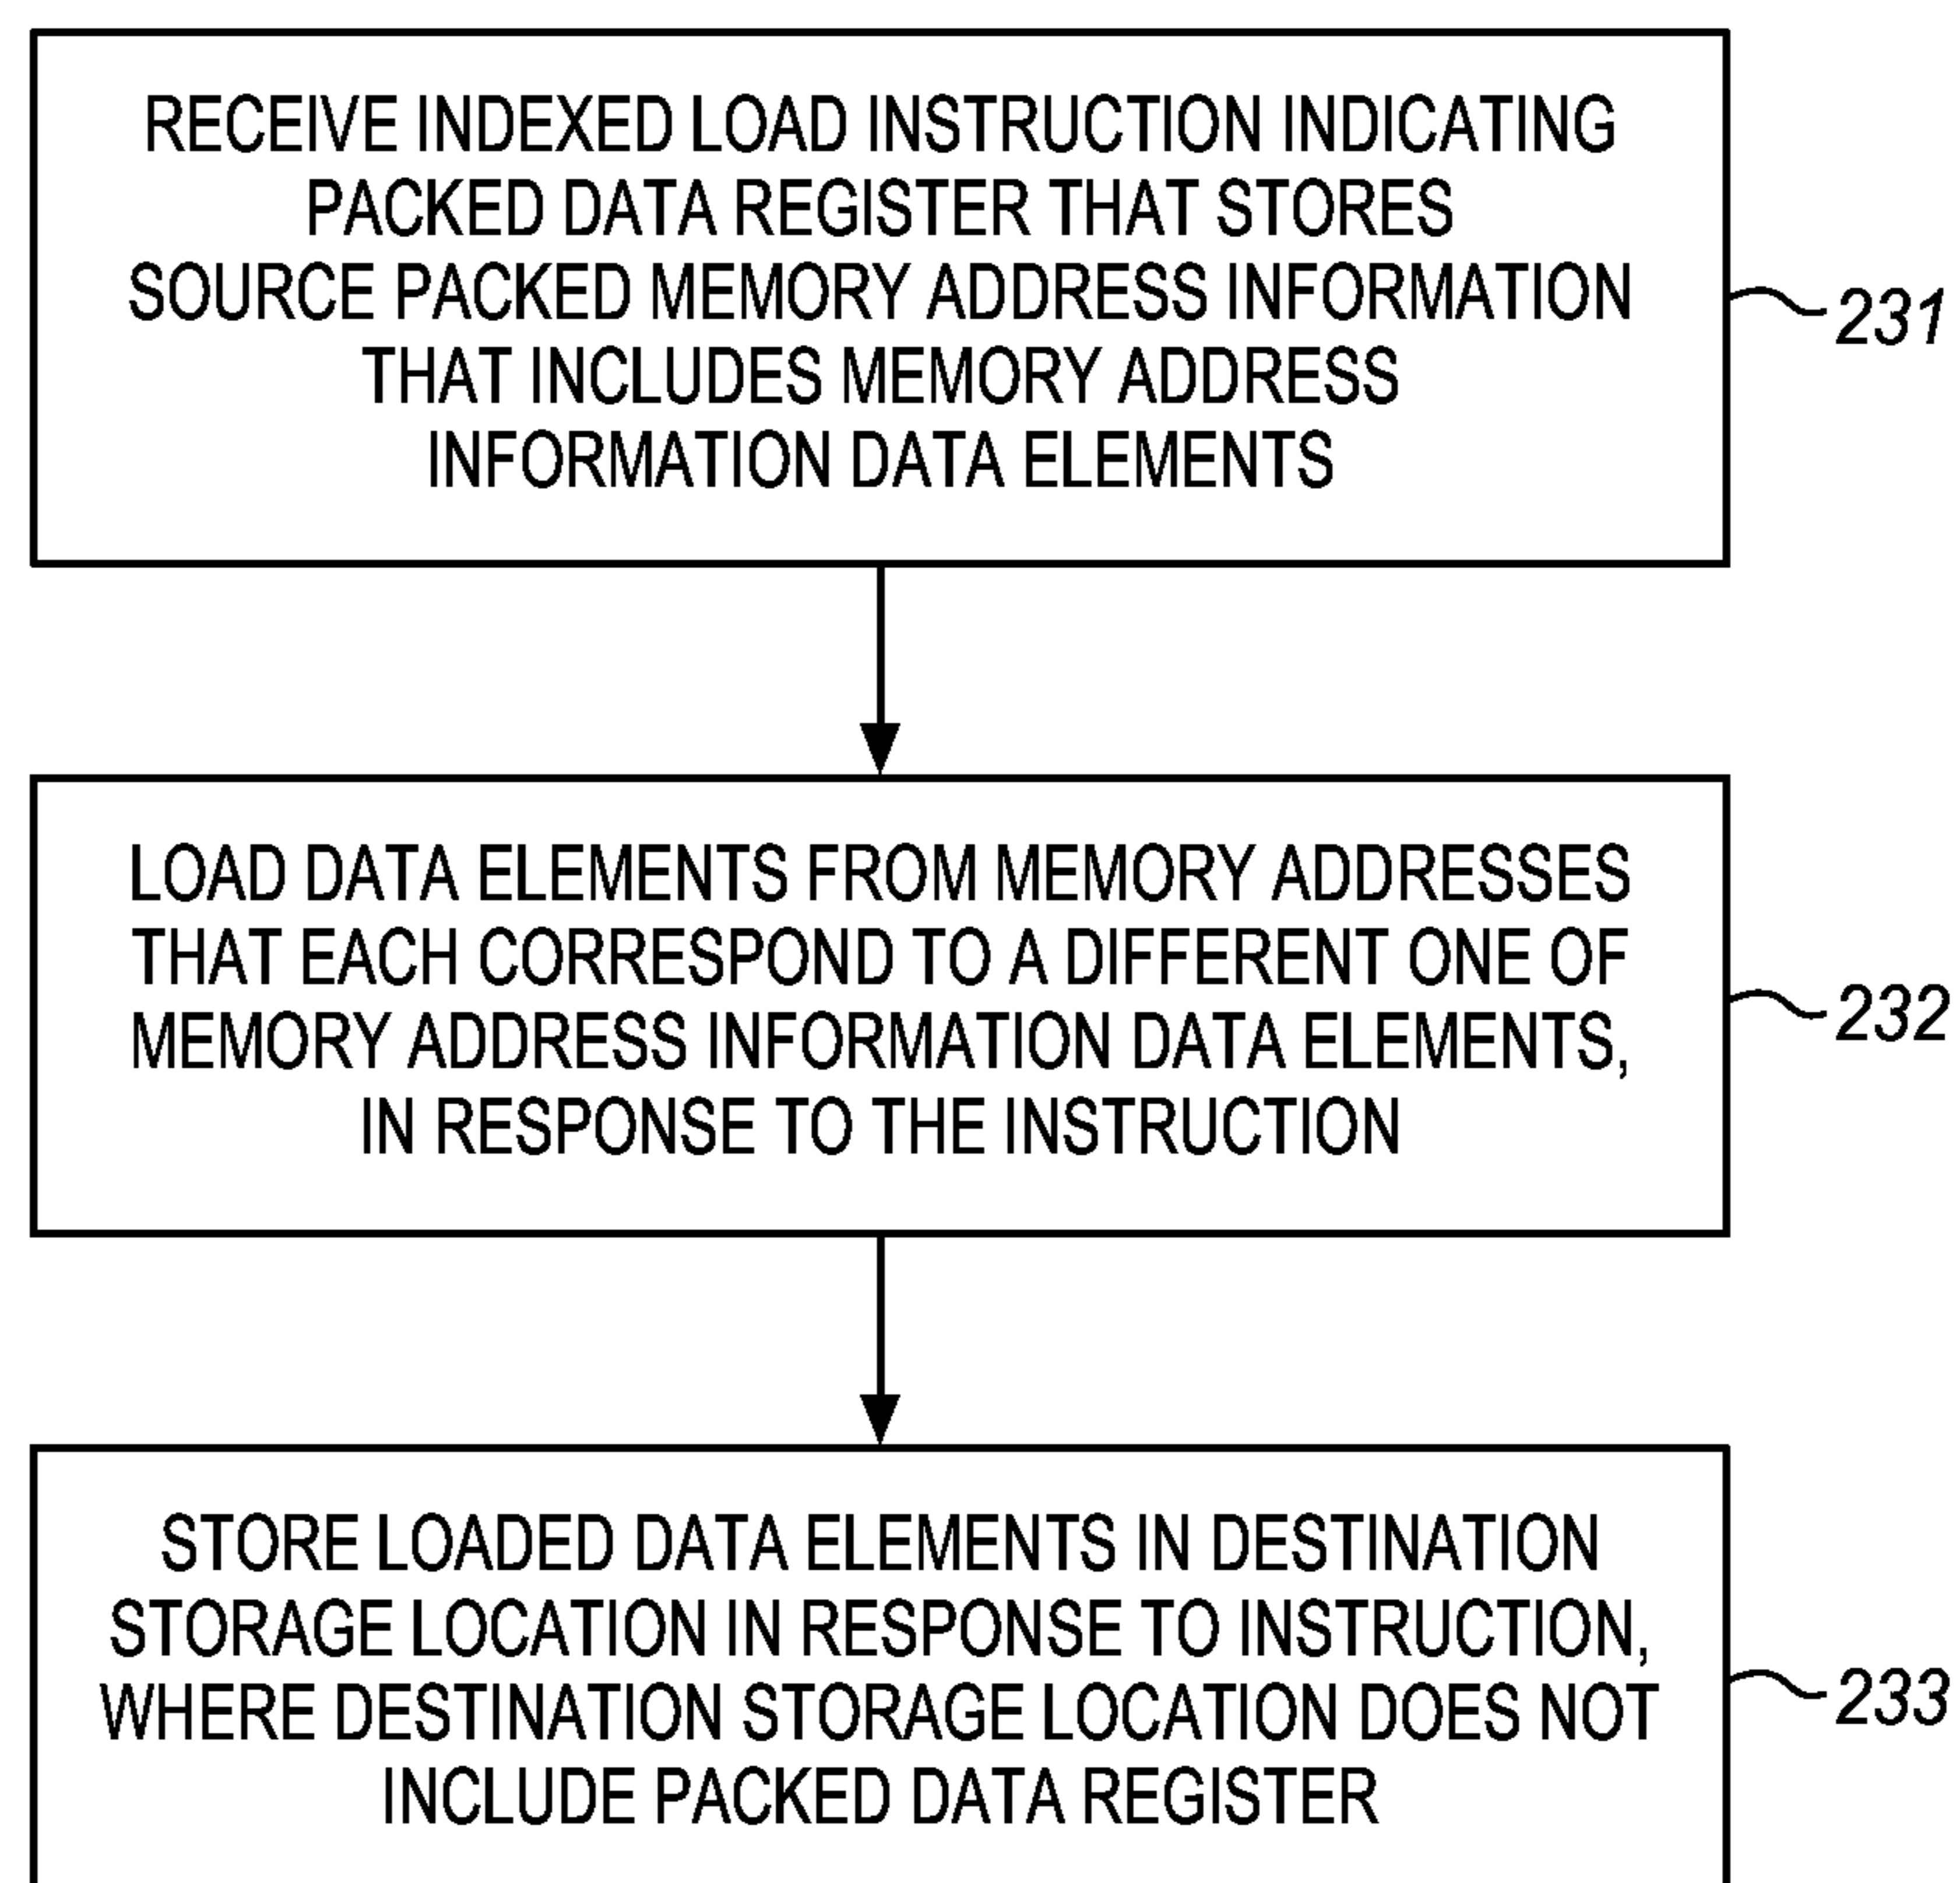 RECEIVE INDEXED LOAD INSTRUCTION INDICATING
PACKED DATA REGISTER THAT STORES
SOURCE PACKED MEMORY ADDRESS INFORMATION
THAT INCLUDES MEMORY ADDRESS
INFORMATION DATA ELEMENTS
231
LOAD DATA ELEMENTS FROM MEMORY ADDRESSES
THAT EACH CORRESPOND TO A DIFFERENT ONE OF
MEMORY ADDRESS INFORMATION DATA ELEMENTS,
IN RESPONSE TO THE INSTRUCTION
232
STORE LOADED DATA ELEMENTS IN DESTINATION
STORAGE LOCATION IN RESPONSE TO INSTRUCTION,
WHERE DESTINATION STORAGE LOCATION DOES NOT
INCLUDE PACKED DATA REGISTER
233